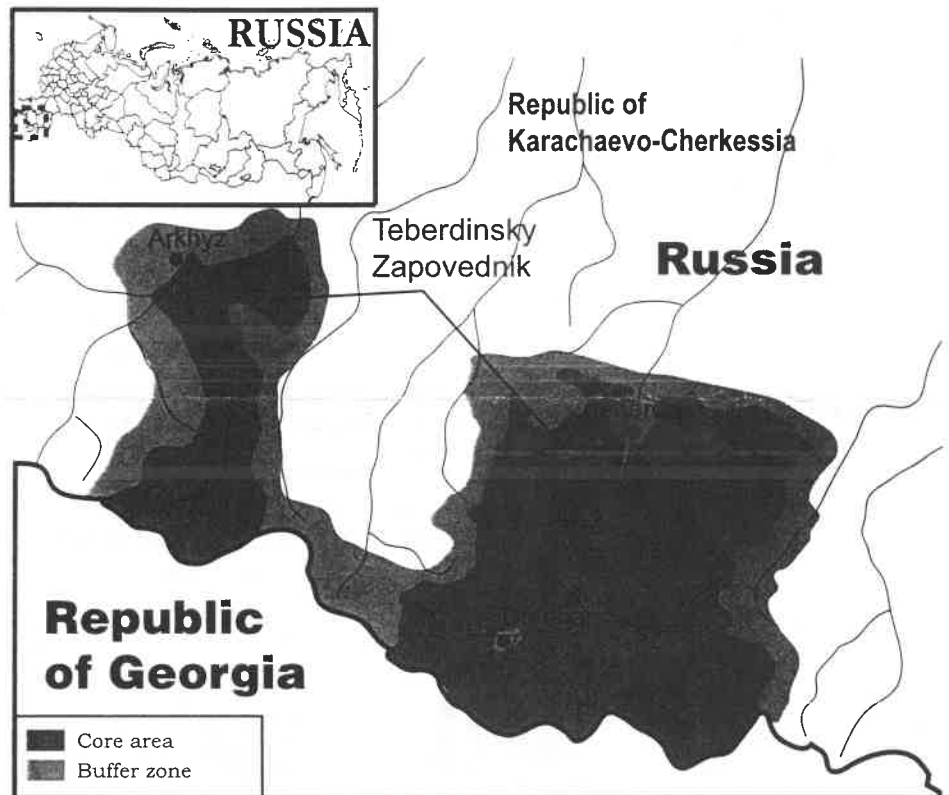 RUSSIA
Republic of
Karachaevo-Cherkessia
Arkhyz
Teberdinsky
Zapovednik
Russia
Republic
of Georgia
Core area
Buffer zone